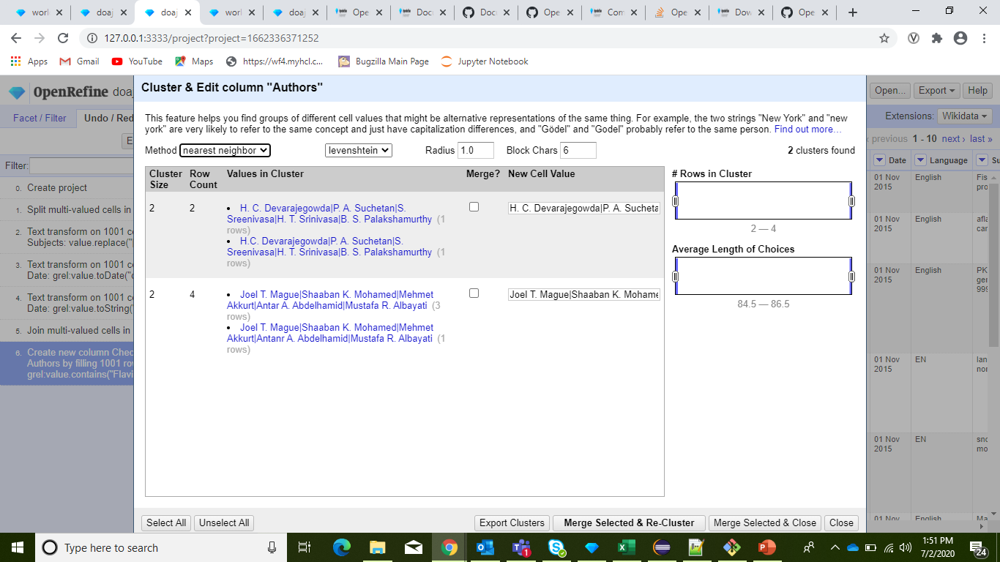 worl
doaj
doaj
worl
doaj
Ope
Docu
Docu
Ope
Com
Ope
Dow
Ope
127.0.0.1:3333/project?project=1662336371252
Apps
Gmail
YouTube
Maps
https://wf4.myhcl.c...
Bugzilla Main Page
Jupyter Notebook
OpenRefine doaj
Open...
Export
Help
Facet / Filter
Undo / Red
Extensions:
Wikidata
E
previous 1 - 10 next › last »
Filter:
Date
Language
Su
0. Create project
1. Split multi-valued cells in
2. Text transform on 1001 ce
Subjects: value.replace("|
3. Text transform on 1001 ce
Date: grel:value.toDate("d
4. Text transform on 1001 ce
Date: grel:value.toString("
5. Join multi-valued cells in
6. Create new column Chec
Authors by filling 1001 row
grel:value.contains("Flavi
Cluster & Edit column "Authors"
This feature helps you find groups of different cell values that might be alternative representations of the same thing. For example, the two strings "New York" and "new
york" are very likely to refer to the same concept and just have capitalization differences, and "Gödel" and "Godel" probably refer to the same person. Find out more…
Method nearest neighbor levenshtein Radius 1.0 Block Chars 6 2 clusters found
Cluster Size
Row Count
Values in Cluster
Merge?
New Cell Value
2
2
H. C. Devarajegowda|P. A. Suchetan|S.
Sreenivasa|H. T. Srinivasa|B. S. Palakshamurthy (1
rows)
H.C. Devarajegowda|P. A. Suchetan|S.
Sreenivasa|H. T. Srinivasa|B. S. Palakshamurthy (1
rows)
H. C. Devarajegowda|P. A. Sucheta
2
4
Joel T. Mague|Shaaban K. Mohamed|Mehmet
Akkurt|Antar A. Abdelhamid|Mustafa R. Albayati (3
rows)
Joel T. Mague|Shaaban K. Mohamed|Mehmet
Akkurt|Antanr A. Abdelhamid|Mustafa R. Albayati (1
rows)
Joel T. Mague|Shaaban K. Mohame
# Rows in Cluster
2 — 4
Average Length of Choices
84.5 — 86.5
01 Nov
2015
English
Fis
pro
01 Nov
2015
English
afla
car
01 Nov
2015
English
PK
ger
999
01 Nov
2015
EN
lan
nor
01 Nov
2015
EN
sno
mo
01 Nov
English
Ma
Select All
Unselect All
Export Clusters
Merge Selected & Re-Cluster
Merge Selected & Close
Close
Type here to search
1
1:51 PM
7/2/2020
24